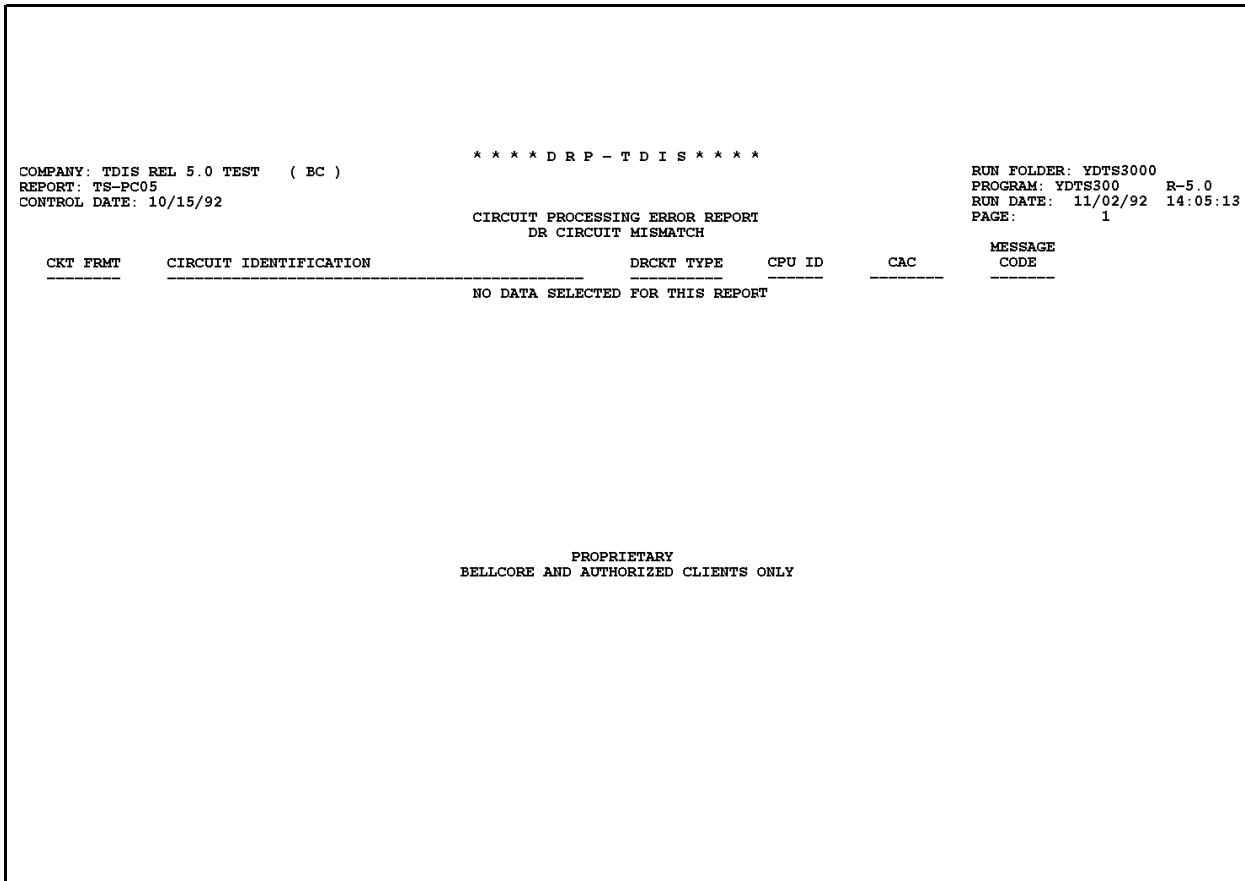 * * * * D R P - T D I S * * * *
COMPANY: TDIS REL 5.0 TEST ( BC ) RUN FOLDER: YDTS3000
REPORT: TS-PC05 PROGRAM: YDTS300 R-5.0
CONTROL DATE: 10/15/92 RUN DATE: 11/02/92 14:05:13
CIRCUIT PROCESSING ERROR REPORT PAGE: 1
DR CIRCUIT MISMATCH
MESSAGE
CKT FRMT CIRCUIT IDENTIFICATION DRCKT TYPE CPU ID CAC CODE
NO DATA SELECTED FOR THIS REPORT
PROPRIETARY
BELLCORE AND AUTHORIZED CLIENTS ONLY